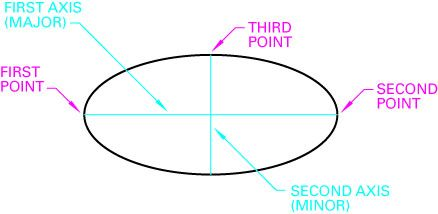 FIRST AXIS
(MAJOR)
THIRD
POINT
FIRST
POINT
SECOND
POINT
SECOND AXIS
(MINOR)